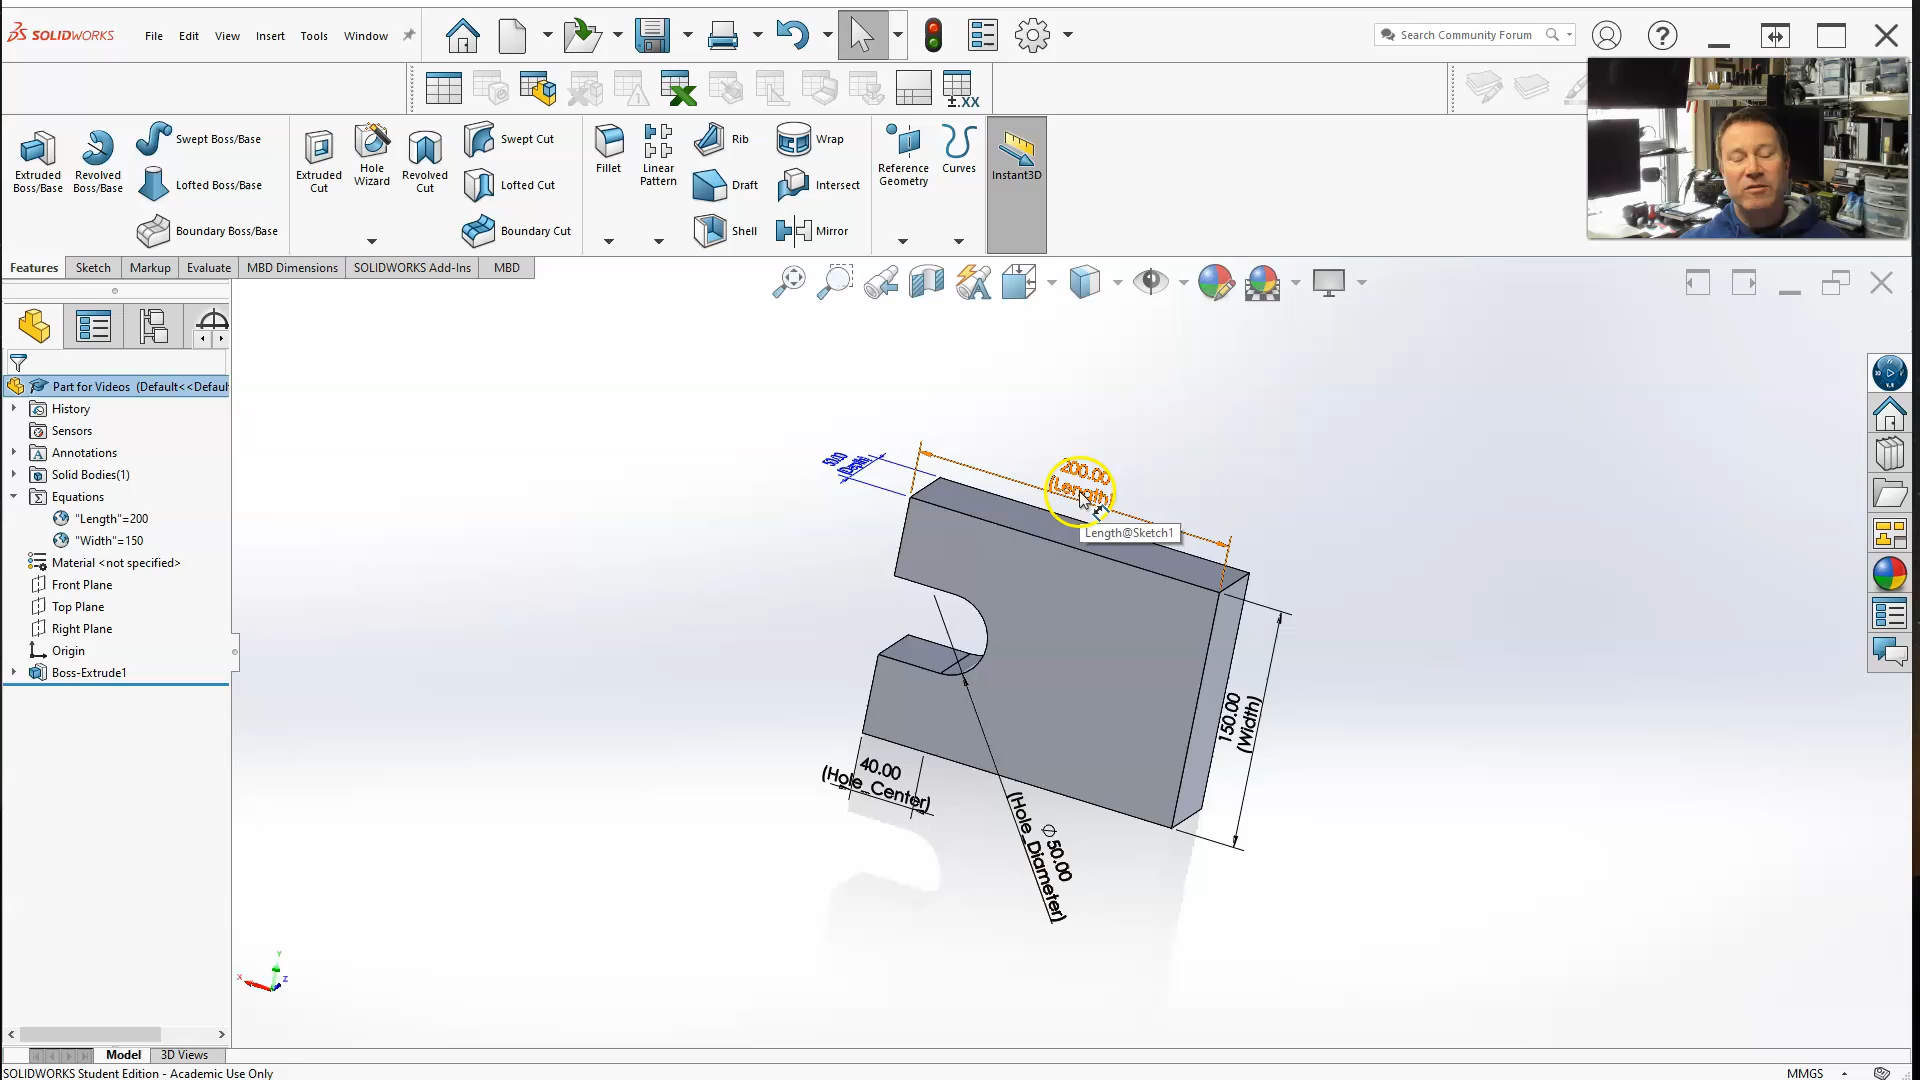 SOLIDWORKS
File Edit View Insert Tools Window
Search Community Forum
.XX
Extruded Boss/Base
Revolved Boss/Base
Swept Boss/Base
Lofted Boss/Base
Boundary Boss/Base
Extruded Cut
Hole Wizard
Revolved Cut
Swept Cut
Lofted Cut
Boundary Cut
Fillet
Linear Pattern
Rib
Draft
Shell
Wrap
Intersect
Mirror
Reference Geometry
Curves
Instant3D
Features Sketch Markup Evaluate MBD Dimensions SOLIDWORKS Add-Ins MBD
Part for Videos (Default<<Defaul
History
Sensors
Annotations
Solid Bodies(1)
Equations
"Length"=200
"Width"=150
Material <not specified>
Front Plane
Top Plane
Right Plane
Origin
Boss-Extrude1
50.00
(Depth)
200.00
(Length)
Length@Sketch1
150.00
(Width)
40.00
(Hole_Center)
Ø50.00
(Hole_Diameter)
Y
X
Z
Model 3D Views
SOLIDWORKS Student Edition - Academic Use Only
MMGS